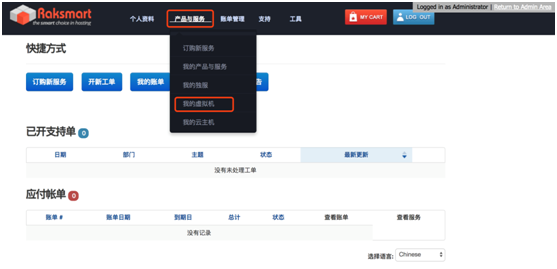 Logged in as Administrator | Return to Admin Area
Raksmart
the smart choice in hosting
个人资料 产品与服务 账单管理 支持 工具 MY CART LOG OUT
快捷方式
订购新服务
我的产品与服务
订购新服务 开新工单 我的账单 告
我的独服
我的虚拟机
我的云主机
已开支持单 0
日期 部门 主题 状态 最新更新
没有未处理工单
应付帐单 0
账单 # 账单日期 到期日 总计 状态 查看账单 查看服务
没有记录
选择语言: Chinese